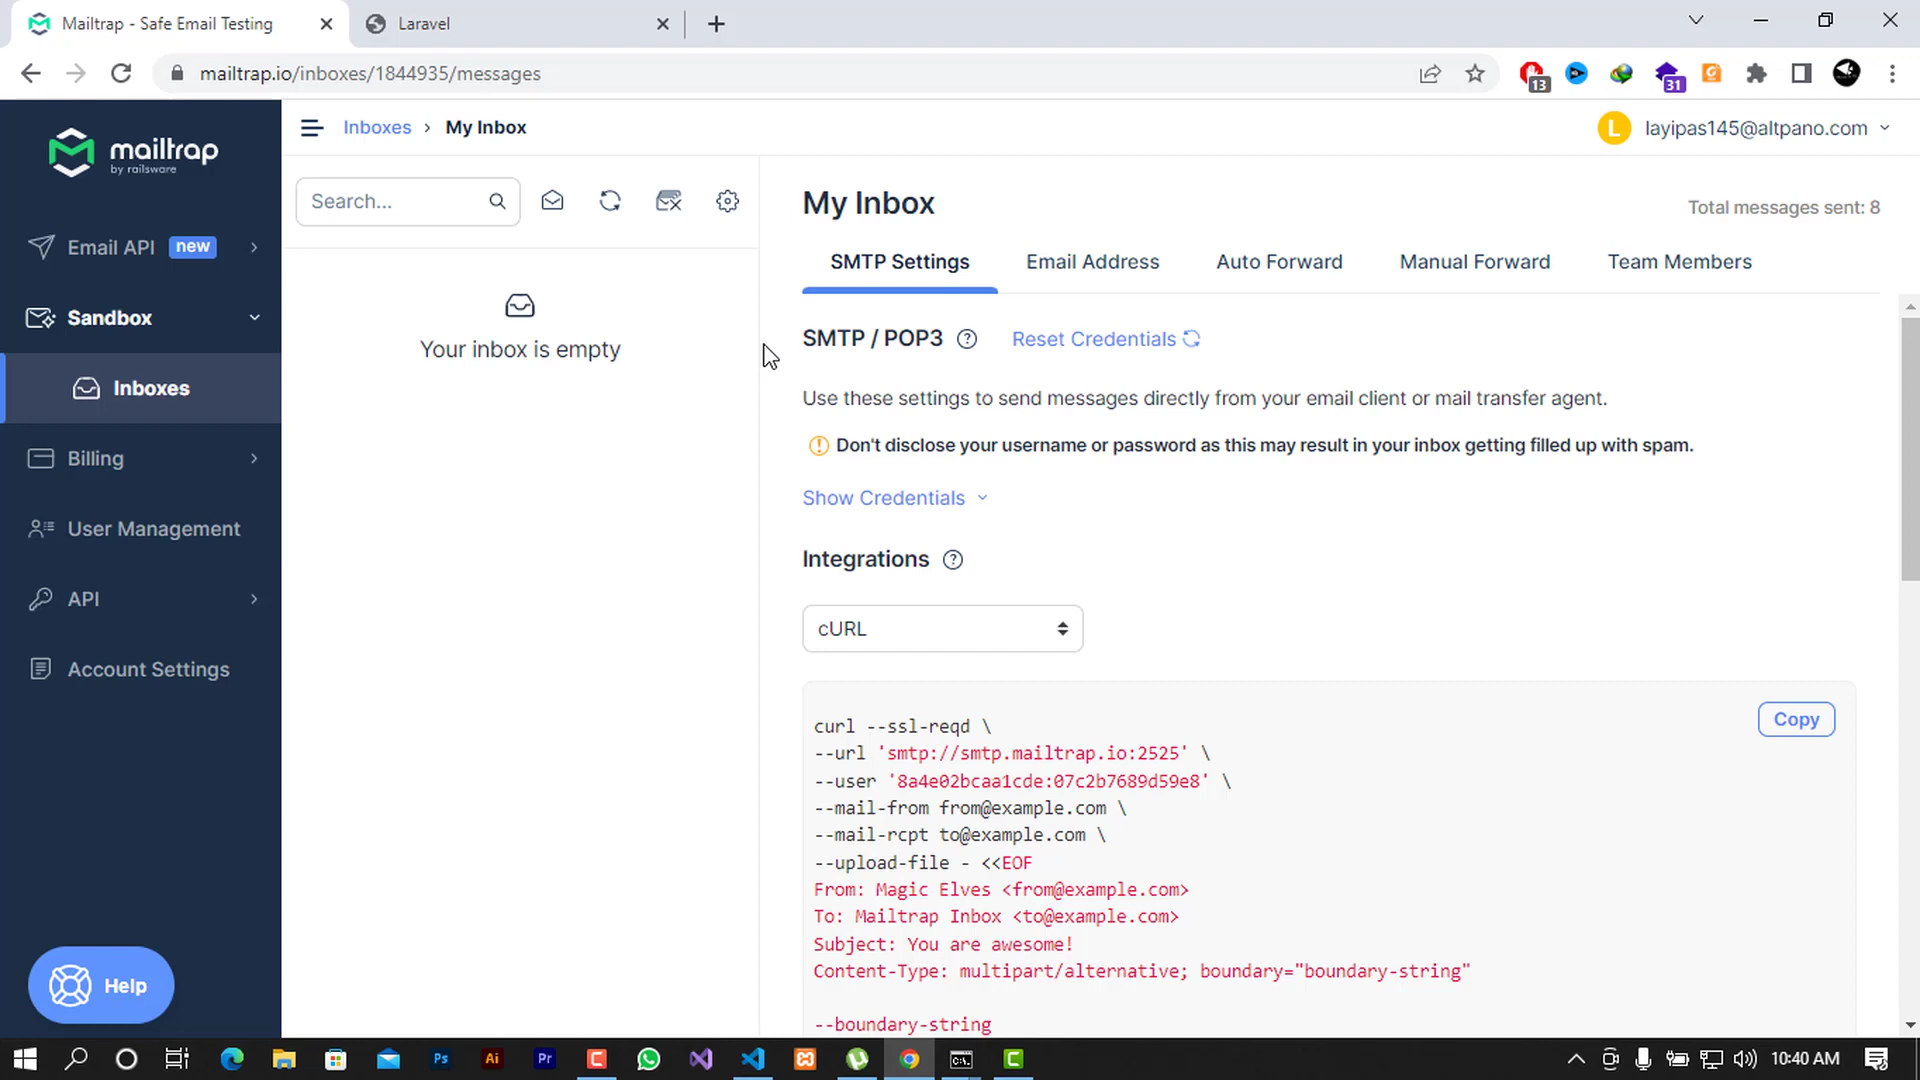 Mailtrap - Safe Email Testing
Laravel
mailtrap.io/inboxes/1844935/messages
13
31
mailtrap
by railsware
Inboxes › My Inbox
L
layipas145@altpano.com
Search...
My Inbox
Total messages sent: 8
Email API new
SMTP Settings
Email Address
Auto Forward
Manual Forward
Team Members
Sandbox
Your inbox is empty
SMTP / POP3
Reset Credentials
Inboxes
Use these settings to send messages directly from your email client or mail transfer agent.
Don't disclose your username or password as this may result in your inbox getting filled up with spam.
Billing
Show Credentials
User Management
Integrations
API
cURL
Account Settings
Copy
curl --ssl-reqd \
--url 'smtp://smtp.mailtrap.io:2525' \
--user '8a4e02bcaa1cde:07c2b7689d59e8' \
--mail-from from@example.com \
--mail-rcpt to@example.com \
--upload-file - <<EOF
From: Magic Elves <from@example.com>
To: Mailtrap Inbox <to@example.com>
Subject: You are awesome!
Content-Type: multipart/alternative; boundary="boundary-string"
--boundary-string
Help
Ps
Ai
Pr
C
C:\
C
10:40 AM